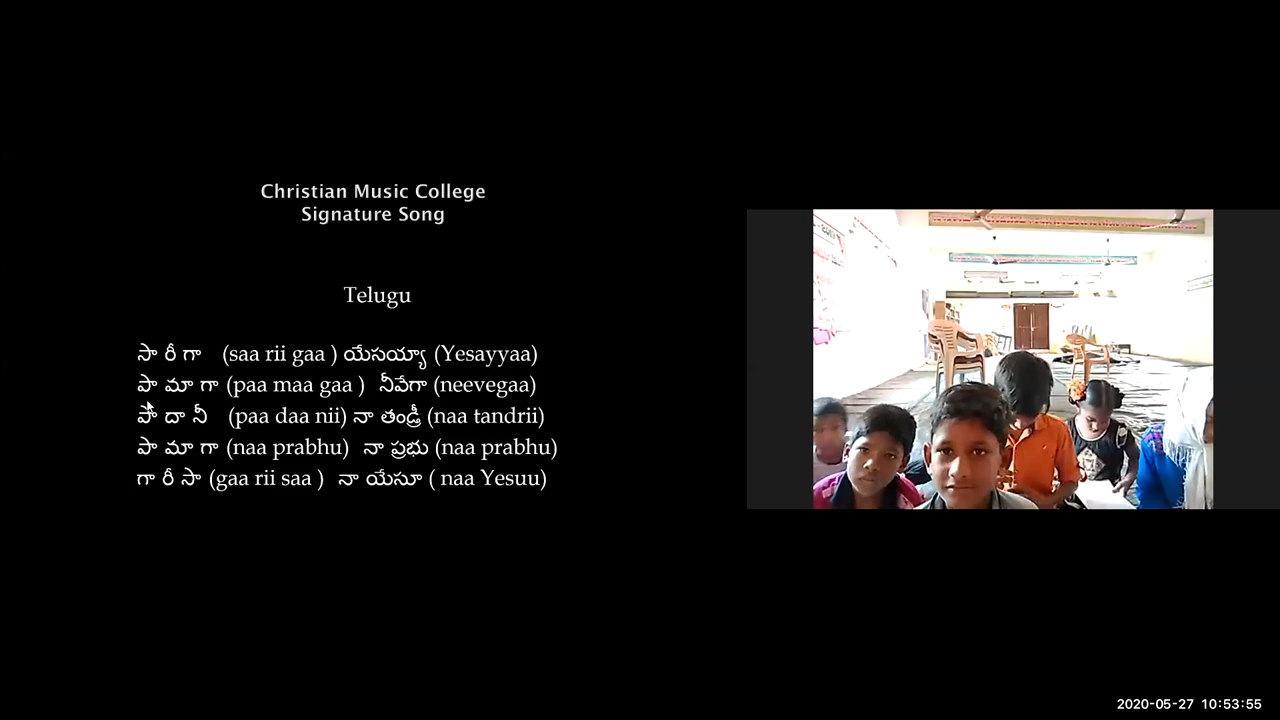 Christian Music College
Signature Song
Telugu
సా రీ గా (saa rii gaa ) యేసయ్యా (Yesayyaa)
పా మా గా (paa maa gaa ) నీవేగా (neevegaa)
పా దా నీ (paa daa nii) నా తండ్రీ (naa tandrii)
పా మా గా (naa prabhu) నా ప్రభు (naa prabhu)
గా రీ సా (gaa rii saa ) నా యేసూ ( naa Yesuu)
2020-05-27 10:53:55